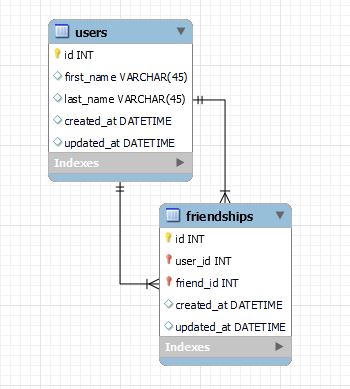 users
id INT
first_name VARCHAR(45)
last_name VARCHAR(45)
created_at DATETIME
updated_at DATETIME
Indexes
friendships
id INT
user_id INT
friend_id INT
created_at DATETIME
updated_at DATETIME
Indexes